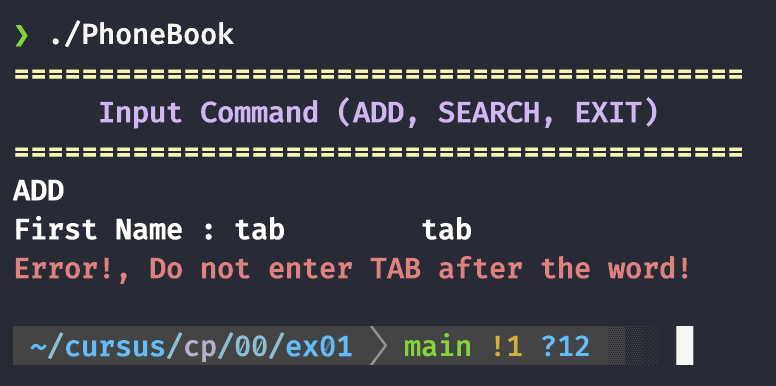 ❯ ./PhoneBook
===========================================
Input Command (ADD, SEARCH, EXIT)
===========================================
ADD
First Name : tab        tab
Error!, Do not enter TAB after the word!
~/cursus/cp/00/ex01 main !1 ?12